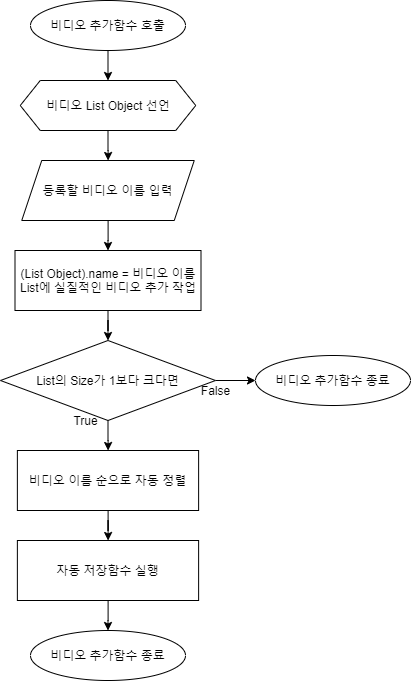 비디오 추가함수 호출
비디오 List Object 선언
등록할 비디오 이름 입력
(List Object).name = 비디오 이름
List에 실질적인 비디오 추가 작업
List의 Size가 1보다 크다면
False
비디오 추가함수 종료
True
비디오 이름 순으로 자동 정렬
자동 저장함수 실행
비디오 추가함수 종료